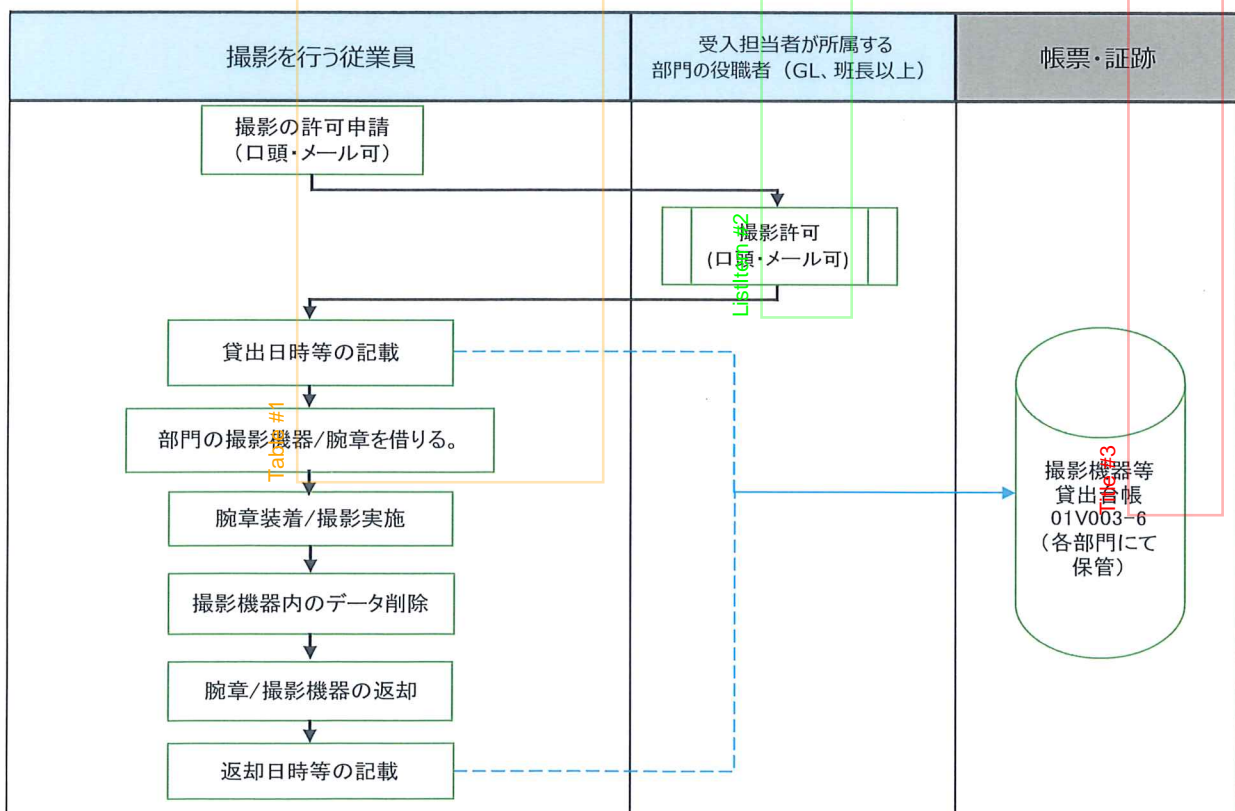 撮影を行う従業員
受入担当者が所属する
部門の役職者（GL、班長以上）
帳票・証跡
撮影の許可申請
（口頭・メール可）
撮影許可
(口頭・メール可)
ListItem #2
貸出日時等の記載
部門の撮影機器/腕章を借りる。
Table #1
腕章装着/撮影実施
撮影機器内のデータ削除
腕章/撮影機器の返却
返却日時等の記載
撮影機器等
貸出台帳
01V003-6
（各部門にて
保管）
Title #3